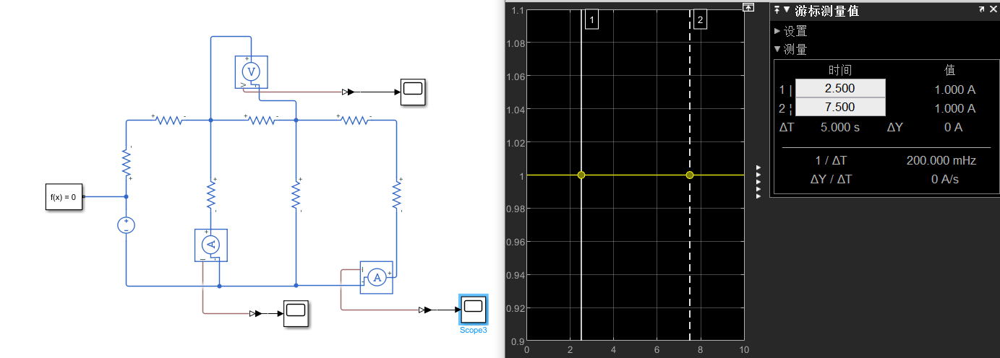 V
V
f(x) = 0
A
I
A
I
Scope3
1.1
1.08
1.06
1.04
1.02
1
0.98
0.96
0.94
0.92
0.9
0
2
4
6
8
10
1
2
游标测量值
设置
测量
时间 值
1 | 2.500 1.000 A
2 ¦ 7.500 1.000 A
ΔT 5.000 s ΔY 0 A
1 / ΔT 200.000 mHz
ΔY / ΔT 0 A/s